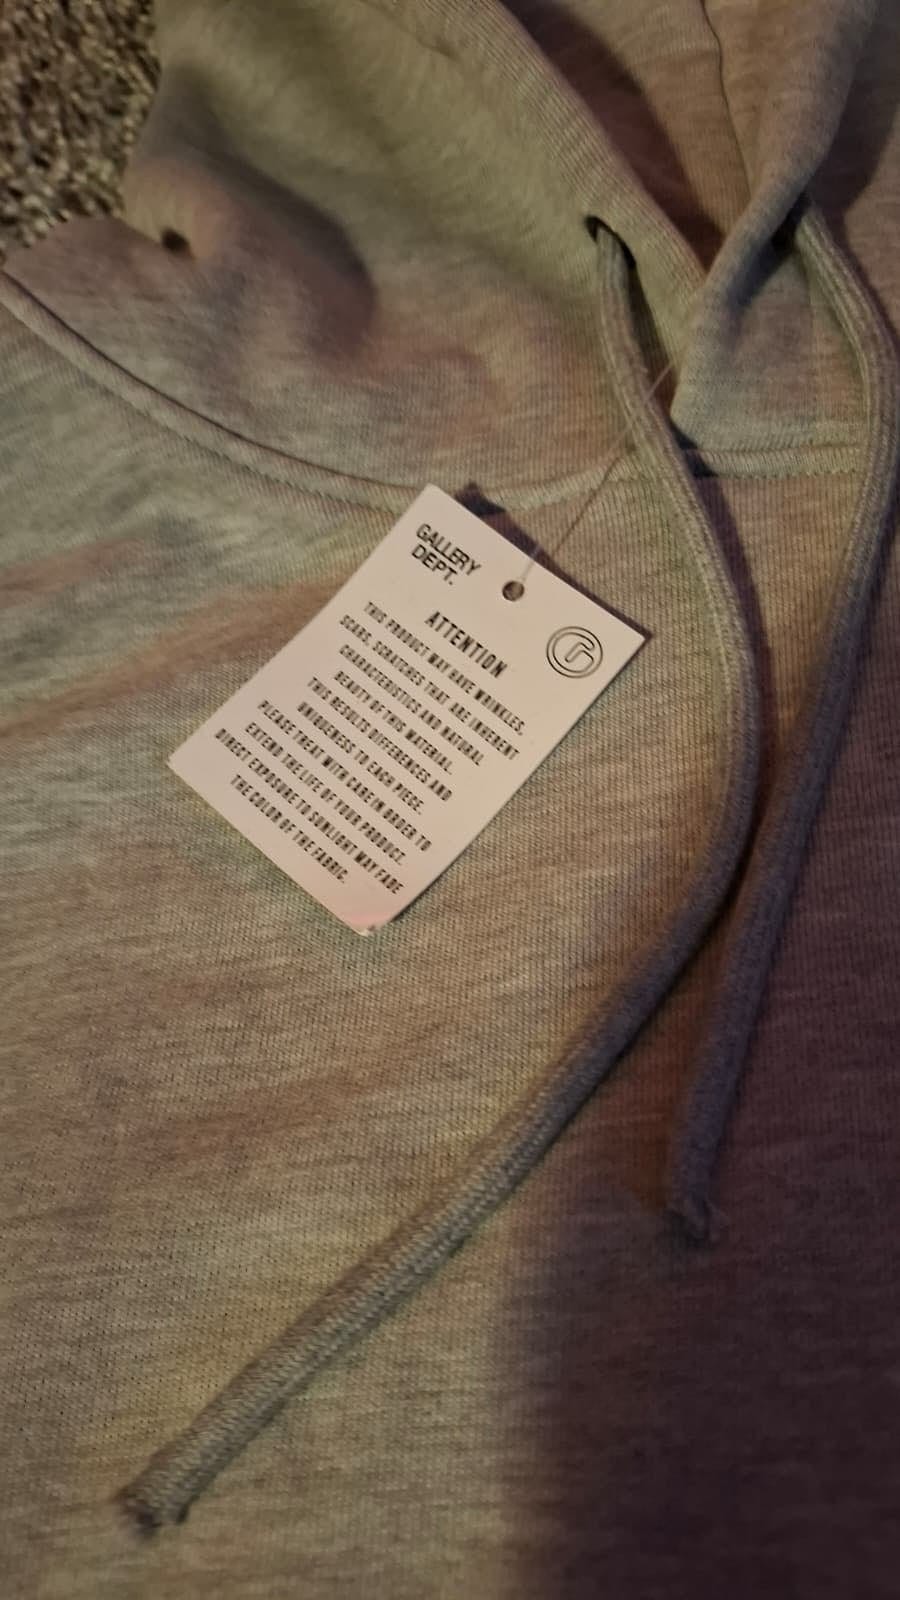 GALLERY
DEPT.
ATTENTION
THIS PRODUCT MAY HAVE WRINKLES,
SCARS, SCRATCHES THAT ARE INHERENT
CHARACTERISTICS AND NATURAL
BEAUTY OF THIS MATERIAL.
THIS RESULTS DIFFERENCES AND
UNIQUENESS TO EACH PIECE.
PLEASE TREAT WITH CARE IN ORDER TO
EXTEND THE LIFE OF YOUR PRODUCT.
DIRECT EXPOSURE TO SUNLIGHT MAY FADE
THE COLOR OF THE FABRIC.